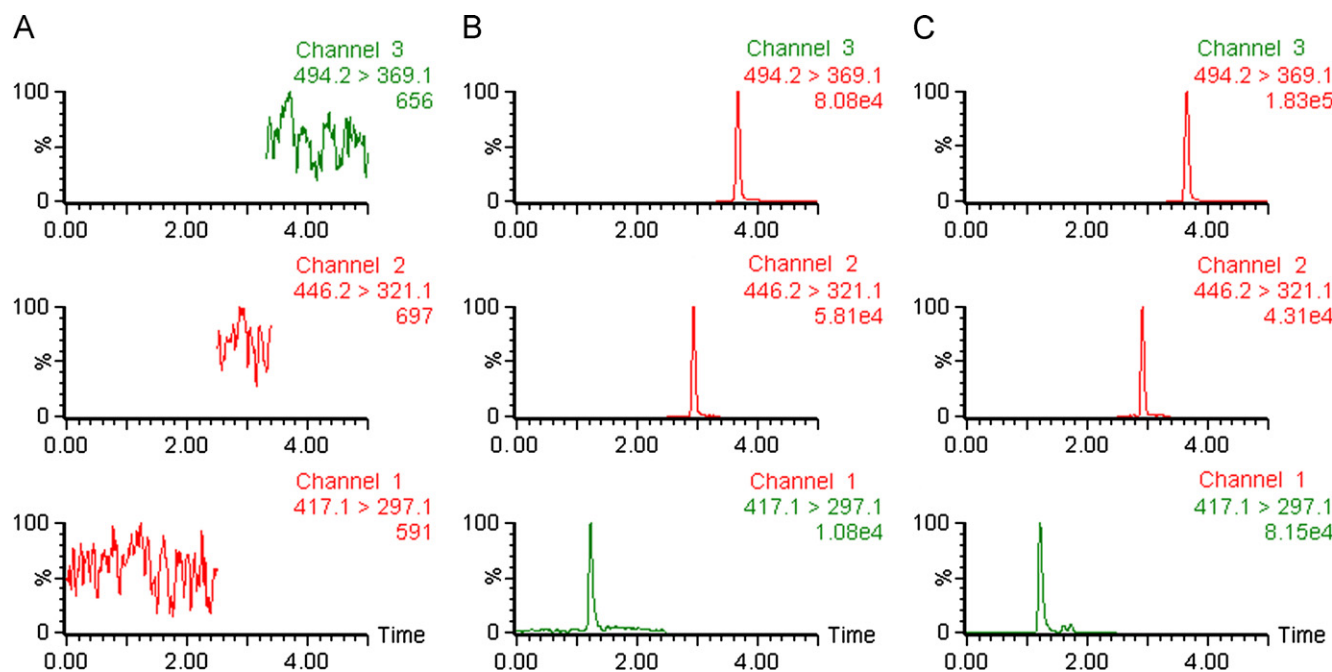 A
Channel 3
494.2 > 369.1
656
100
%
0
0.00 2.00 4.00
Channel 2
446.2 > 321.1
697
100
%
0
0.00 2.00 4.00
Channel 1
417.1 > 297.1
591
100
%
0
Time
0.00 2.00 4.00
B
Channel 3
494.2 > 369.1
8.08e4
100
%
0
0.00 2.00 4.00
Channel 2
446.2 > 321.1
5.81e4
100
%
0
0.00 2.00 4.00
Channel 1
417.1 > 297.1
1.08e4
100
%
0
Time
0.00 2.00 4.00
C
Channel 3
494.2 > 369.1
1.83e5
100
%
0
0.00 2.00 4.00
Channel 2
446.2 > 321.1
4.31e4
100
%
0
0.00 2.00 4.00
Channel 1
417.1 > 297.1
8.15e4
100
%
0
Time
0.00 2.00 4.00